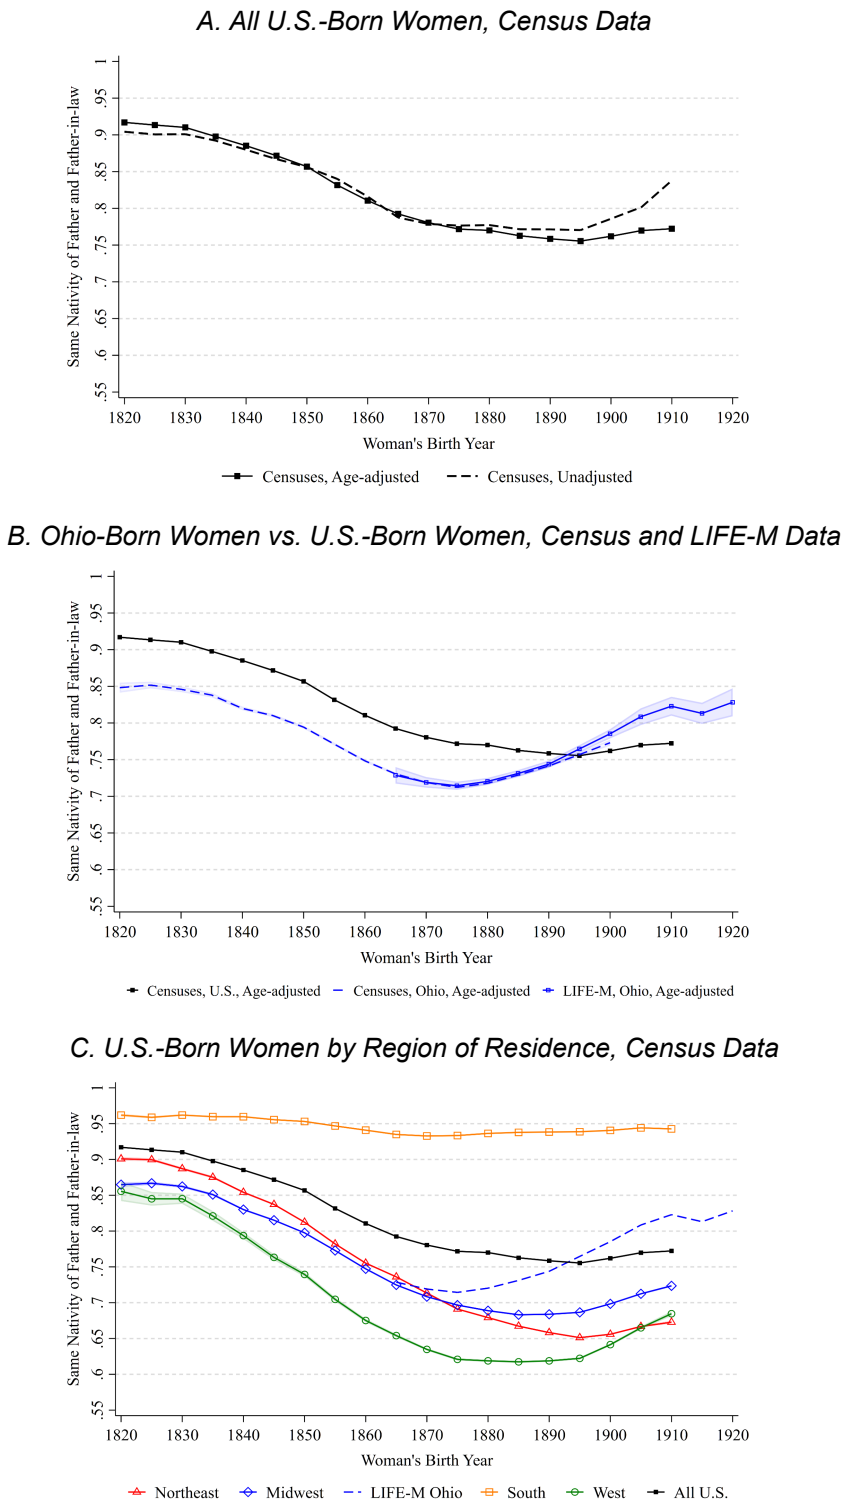 A. All U.S.-Born Women, Census Data
Same Nativity of Father and Father-in-law
1
.95
.9
.85
.8
.75
.7
.65
.6
.55
1820 1830 1840 1850 1860 1870 1880 1890 1900 1910 1920
Woman's Birth Year
Censuses, Age-adjusted Censuses, Unadjusted
B. Ohio-Born Women vs. U.S.-Born Women, Census and LIFE-M Data
Same Nativity of Father and Father-in-law
1
.95
.9
.85
.8
.75
.7
.65
.6
.55
1820 1830 1840 1850 1860 1870 1880 1890 1900 1910 1920
Woman's Birth Year
Censuses, U.S., Age-adjusted Censuses, Ohio, Age-adjusted LIFE-M, Ohio, Age-adjusted
C. U.S.-Born Women by Region of Residence, Census Data
Same Nativity of Father and Father-in-law
1
.95
.9
.85
.8
.75
.7
.65
.6
.55
1820 1830 1840 1850 1860 1870 1880 1890 1900 1910 1920
Woman's Birth Year
Northeast Midwest LIFE-M Ohio South West All U.S.